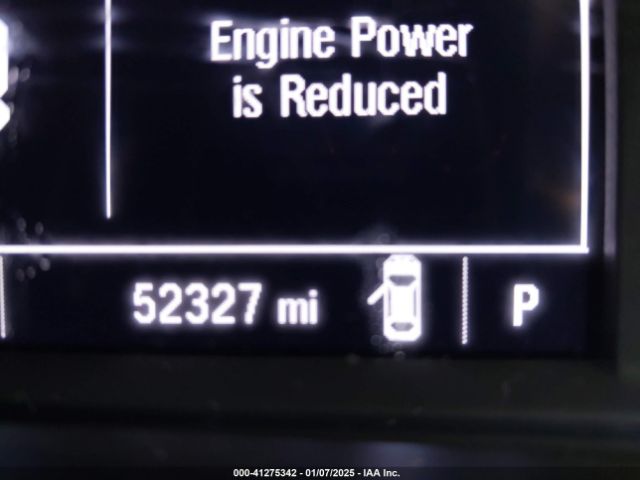 Engine Power
is Reduced
52327 mi
P
000-41275342 - 01/07/2025 - IAA Inc.